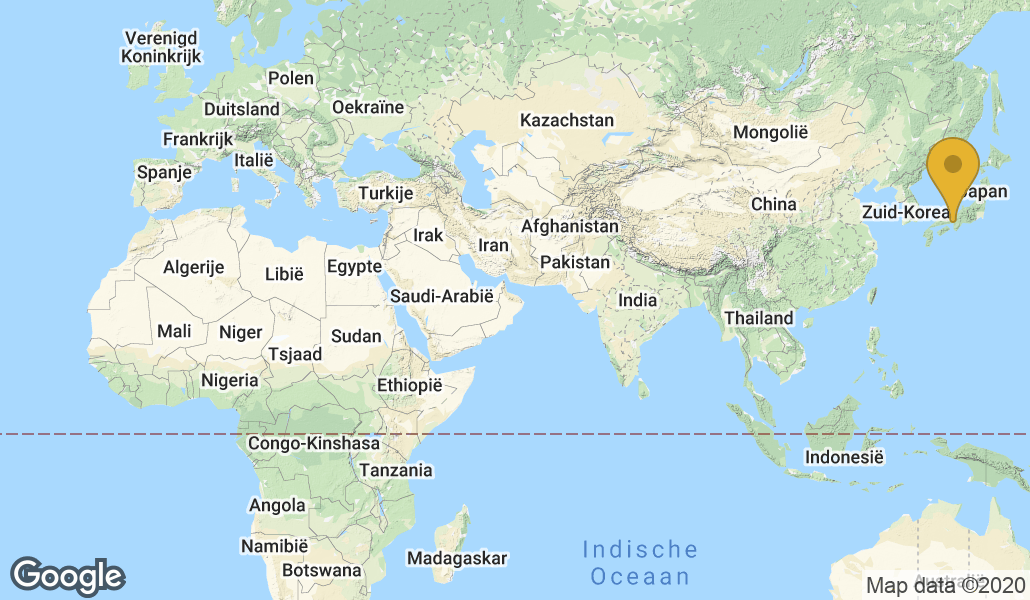 Verenigd
Koninkrijk
Polen
Duitsland
Oekraïne
Kazachstan
Mongolië
Frankrijk
Italië
Spanje
Turkije
Japan
China
Zuid-Korea
Irak
Iran
Afghanistan
Pakistan
Algerije
Libië
Egypte
Saudi-Arabië
India
Thailand
Mali
Niger
Sudan
Tsjaad
Nigeria
Ethiopië
Congo-Kinshasa
Indonesië
Tanzania
Angola
Namibië
Madagaskar
Botswana
Indische
Oceaan
Australië
Google
Map data ©2020